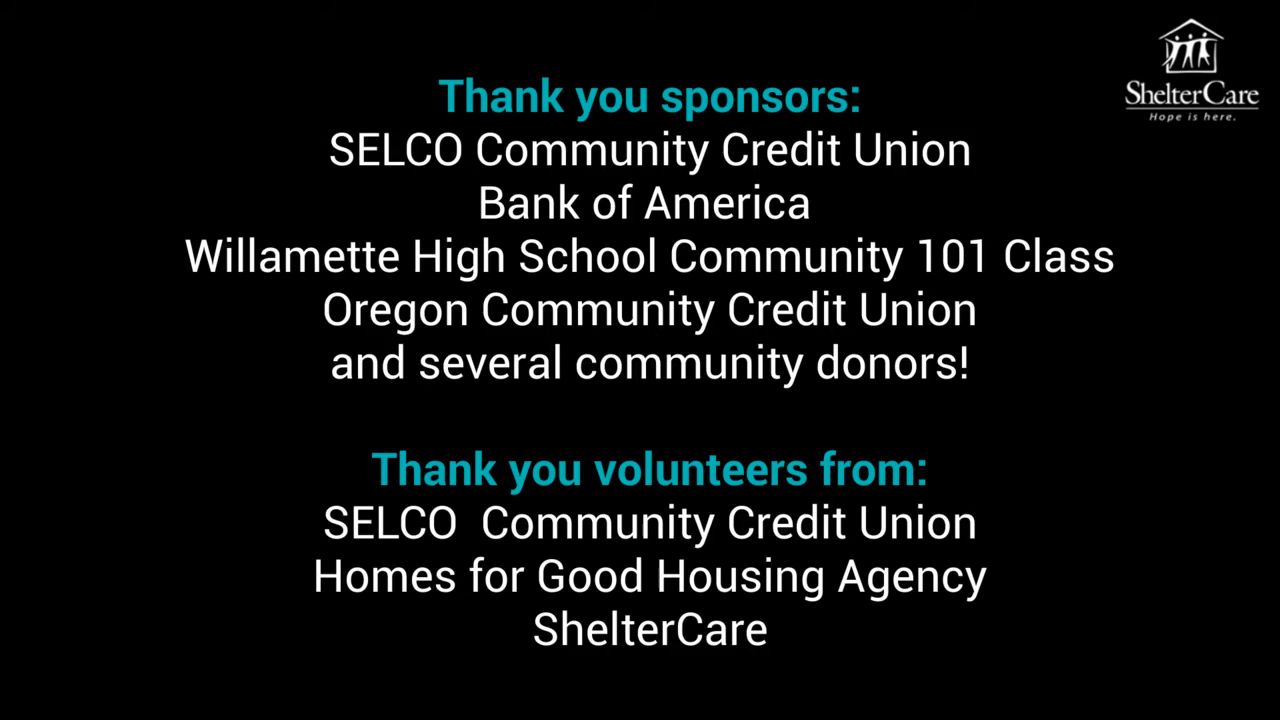 Thank you sponsors:
SELCO Community Credit Union
Bank of America
Willamette High School Community 101 Class
Oregon Community Credit Union
and several community donors!
Thank you volunteers from:
SELCO  Community Credit Union
Homes for Good Housing Agency
ShelterCare
ShelterCare
Hope is here.